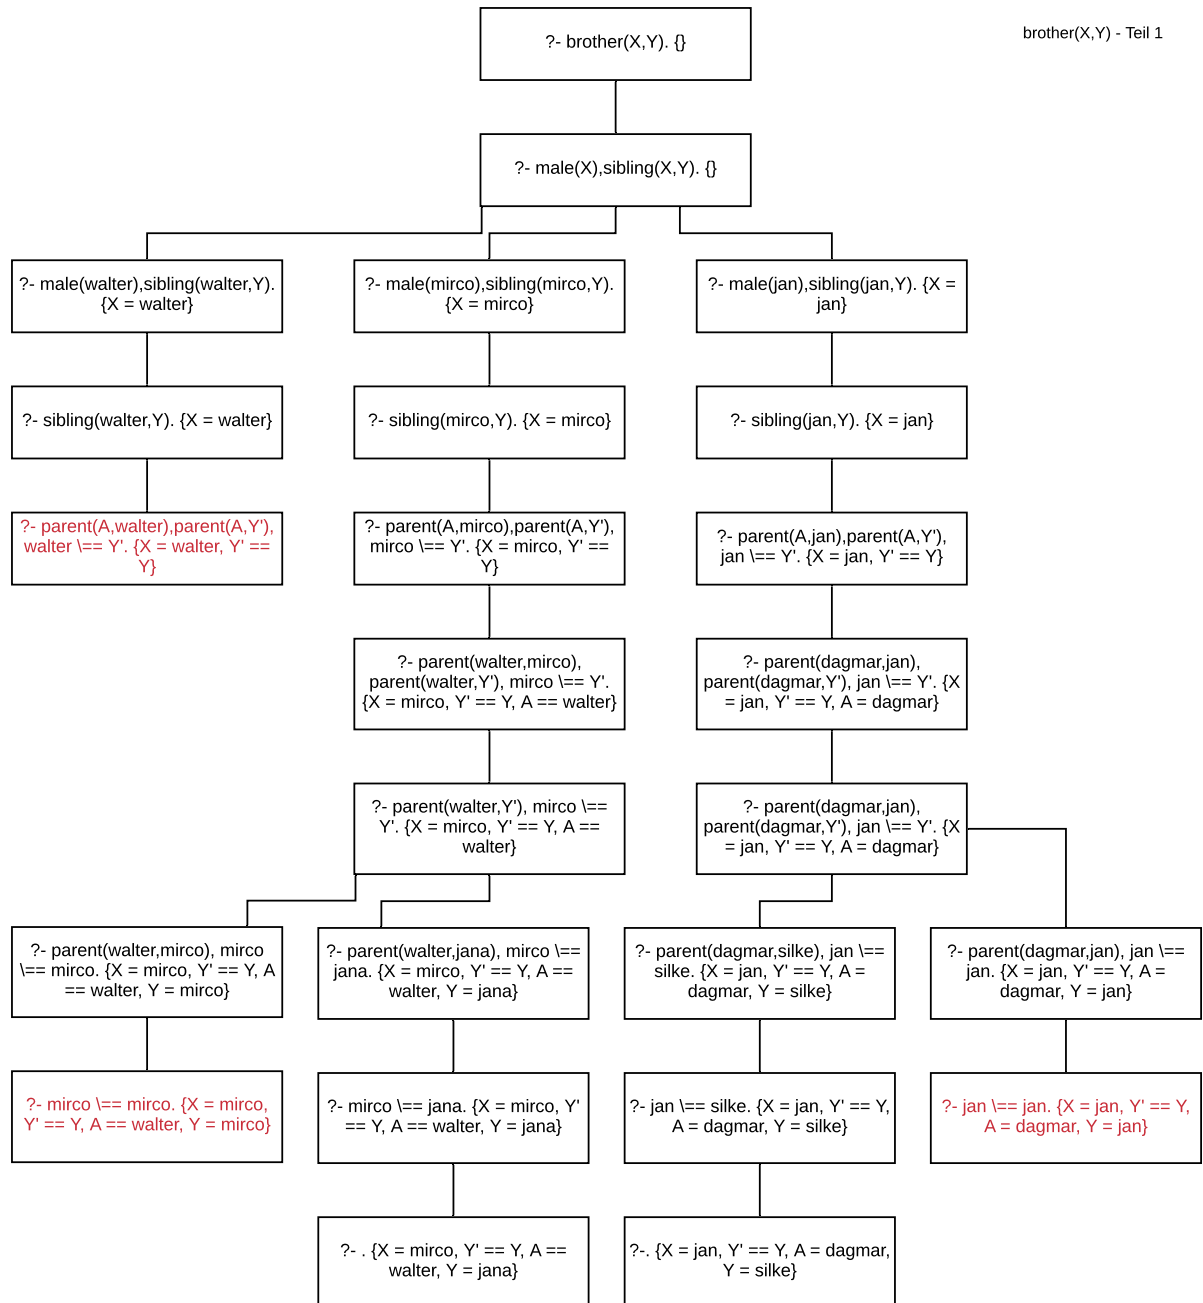 ?- brother(X,Y). {}
brother(X,Y) - Teil 1
?- male(X),sibling(X,Y). {}
?- male(walter),sibling(walter,Y).
{X = walter}
?- male(mirco),sibling(mirco,Y).
{X = mirco}
?- male(jan),sibling(jan,Y). {X =
jan}
?- sibling(walter,Y). {X = walter}
?- sibling(mirco,Y). {X = mirco}
?- sibling(jan,Y). {X = jan}
?- parent(A,walter),parent(A,Y'),
walter \== Y'. {X = walter, Y' ==
Y}
?- parent(A,mirco),parent(A,Y'),
mirco \== Y'. {X = mirco, Y' ==
Y}
?- parent(A,jan),parent(A,Y'),
jan \== Y'. {X = jan, Y' == Y}
?- parent(walter,mirco),
parent(walter,Y'), mirco \== Y'.
{X = mirco, Y' == Y, A == walter}
?- parent(dagmar,jan),
parent(dagmar,Y'), jan \== Y'. {X
= jan, Y' == Y, A = dagmar}
?- parent(walter,Y'), mirco \==
Y'. {X = mirco, Y' == Y, A ==
walter}
?- parent(dagmar,jan),
parent(dagmar,Y'), jan \== Y'. {X
= jan, Y' == Y, A = dagmar}
?- parent(walter,mirco), mirco
\== mirco. {X = mirco, Y' == Y, A
== walter, Y = mirco}
?- parent(walter,jana), mirco \==
jana. {X = mirco, Y' == Y, A ==
walter, Y = jana}
?- parent(dagmar,silke), jan \==
silke. {X = jan, Y' == Y, A =
dagmar, Y = silke}
?- parent(dagmar,jan), jan \==
jan. {X = jan, Y' == Y, A =
dagmar, Y = jan}
?- mirco \== mirco. {X = mirco,
Y' == Y, A == walter, Y = mirco}
?- mirco \== jana. {X = mirco, Y'
== Y, A == walter, Y = jana}
?- jan \== silke. {X = jan, Y' == Y,
A = dagmar, Y = silke}
?- jan \== jan. {X = jan, Y' == Y,
A = dagmar, Y = jan}
?- . {X = mirco, Y' == Y, A ==
walter, Y = jana}
?-. {X = jan, Y' == Y, A = dagmar,
Y = silke}